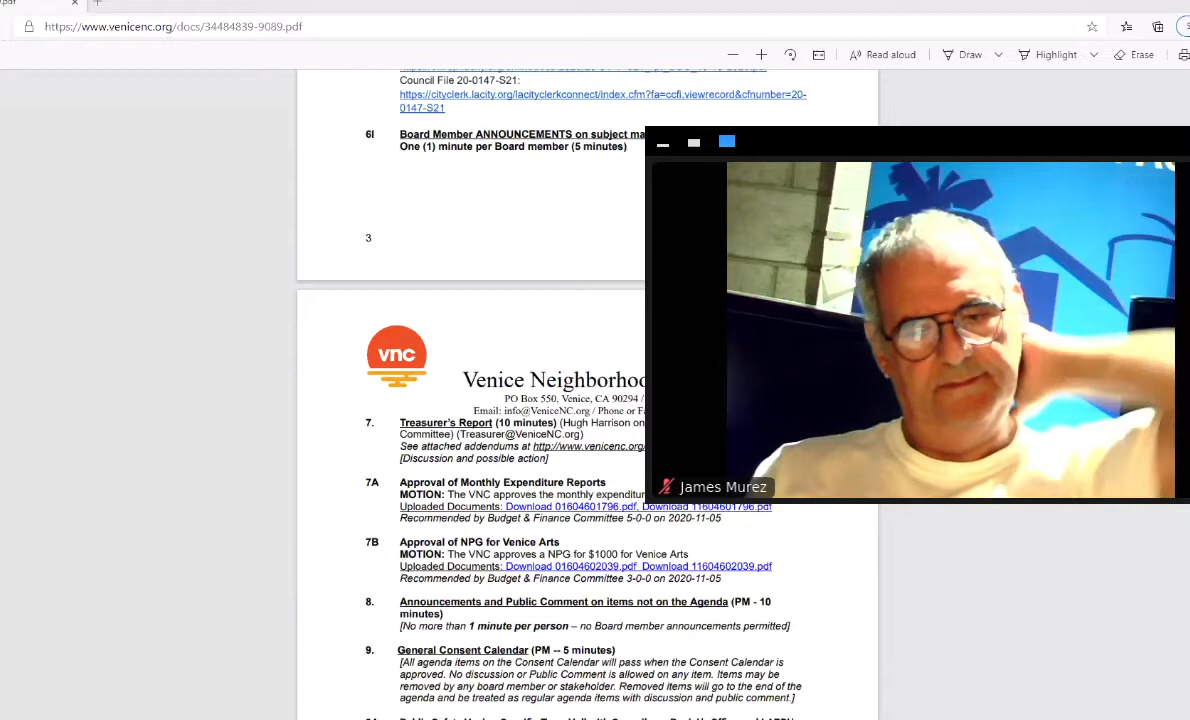 https://www.venicenc.org/docs/34484839-9089.pdf
Read aloud
Draw
Highlight
Erase
Council File 20-0147-S21:
https://cityclerk.lacity.org/lacityclerkconnect/index.cfm?fa=ccfi.viewrecord&cfnumber=20-
0147-S21
6I Board Member ANNOUNCEMENTS on subject
One (1) minute per Board member (5 minutes)
3
vnc
Venice
PO Box 550, Venice, CA 90294 /
Email: info@VeniceNC.org / Phone or
7. Treasurer's Report (10 minutes) (Hugh Harrison on
Committee) (Treasurer@VeniceNC.org)
See attached addendums at http://www.venicenc.org/
[Discussion and possible action]
7A Approval of Monthly Expenditure Reports
MOTION: The VNC approves the monthly
Uploaded Documents: Download 01604601796.pdf, Download 11604601796.pdf
Recommended by Budget & Finance Committee 5-0-0 on 2020-11-05
James Murez
7B Approval of NPG for Venice Arts
MOTION: The VNC approves a NPG for $1000 for Venice Arts
Uploaded Documents: Download 01604602039.pdf Download 11604602039.pdf
Recommended by Budget & Finance Committee 3-0-0 on 2020-11-05
8. Announcements and Public Comment on items not on the Agenda (PM - 10
minutes)
[No more than 1 minute per person – no Board member announcements permitted]
9. General Consent Calendar (PM -- 5 minutes)
[All agenda items on the Consent Calendar will pass when the Consent Calendar is
approved. No discussion or Public Comment is allowed on any item. Items may be
removed by any board member or stakeholder. Removed items will go to the end of the
agenda and be treated as regular agenda items with discussion and public comment.]